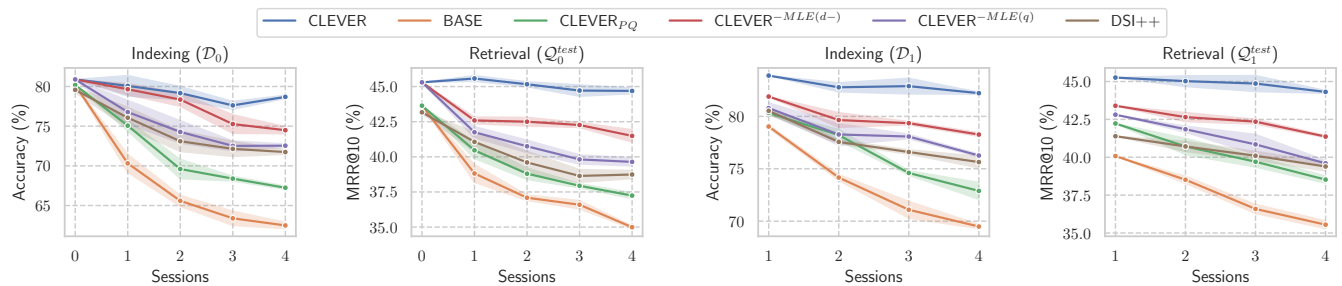 CLEVER BASE CLEVER_{PQ} CLEVER^{-MLE(d-)} CLEVER^{-MLE(q)} DSI++
Indexing (𝒟_0)
Accuracy (%)
80
75
70
65
0 1 2 3 4
Sessions
Retrieval (𝒬_0^{test})
MRR@10 (%)
45.0
42.5
40.0
37.5
35.0
0 1 2 3 4
Sessions
Indexing (𝒟_1)
Accuracy (%)
80
75
70
1 2 3 4
Sessions
Retrieval (𝒬_1^{test})
MRR@10 (%)
45.0
42.5
40.0
37.5
35.0
1 2 3 4
Sessions